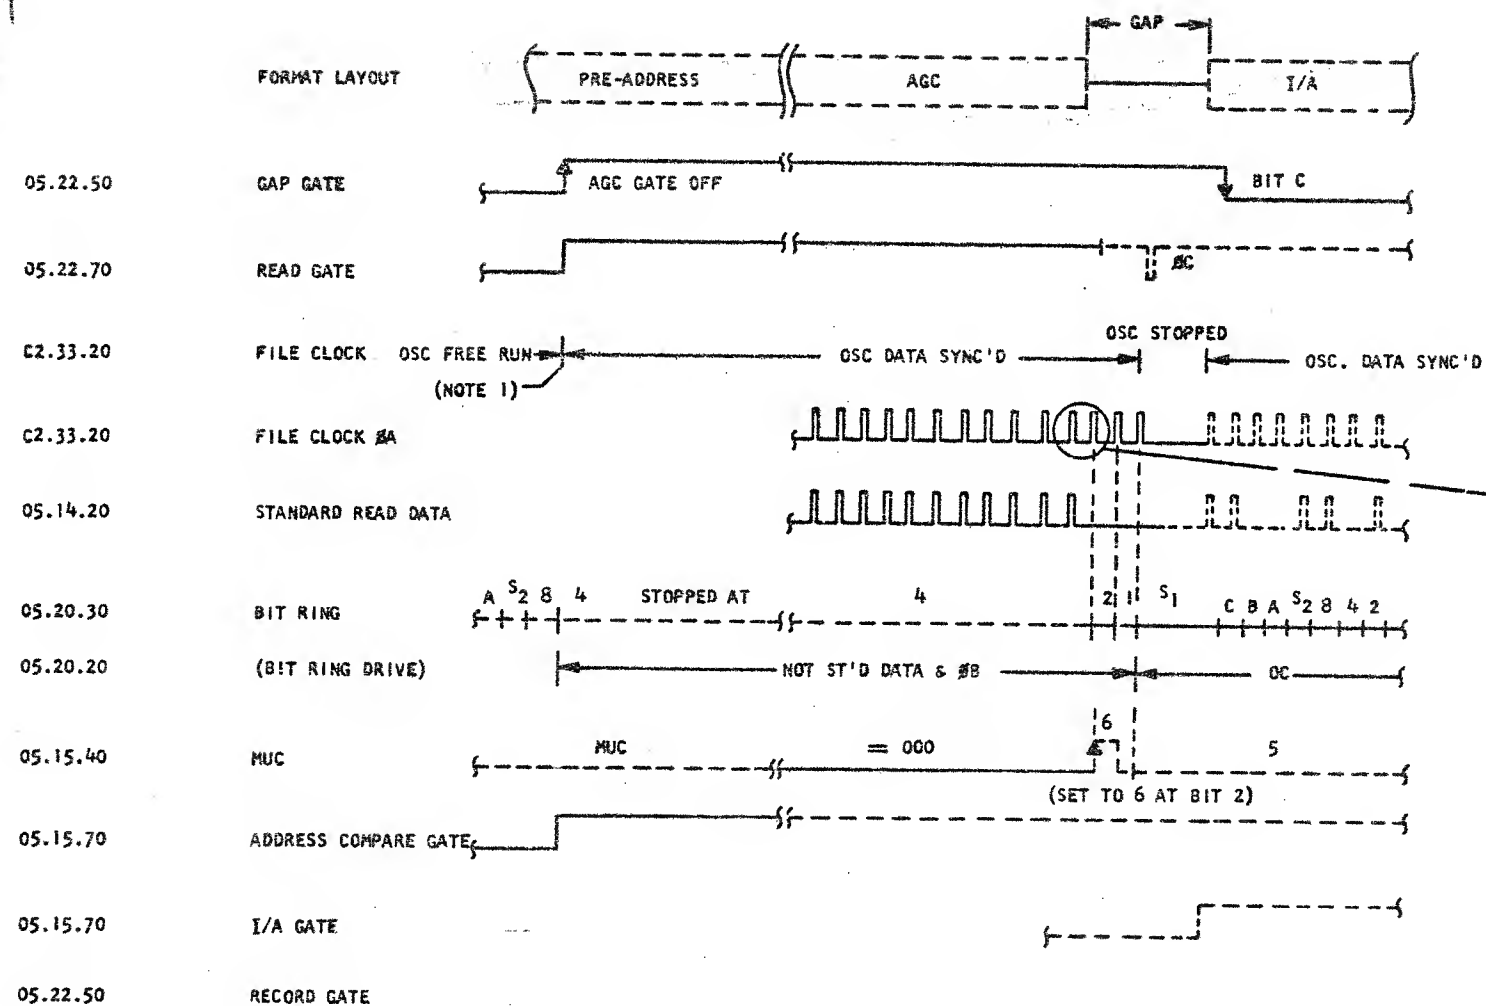 GAP
FORMAT LAYOUT PRE-ADDRESS AGC I/A
05.22.50 GAP GATE AGC GATE OFF BIT C
05.22.70 READ GATE ØC
OSC STOPPED
C2.33.20 FILE CLOCK OSC FREE RUN OSC DATA SYNC'D OSC. DATA SYNC'D
(NOTE 1)
C2.33.20 FILE CLOCK ØA
05.14.20 STANDARD READ DATA
05.20.30 BIT RING A S2 8 4 STOPPED AT 4 2 1 S1 C B A S2 8 4 2
05.20.20 (BIT RING DRIVE) NOT ST'D DATA & ØB OC
6
05.15.40 MUC MUC = 000 5
(SET TO 6 AT BIT 2)
05.15.70 ADDRESS COMPARE GATE
05.15.70 I/A GATE
05.22.50 RECORD GATE